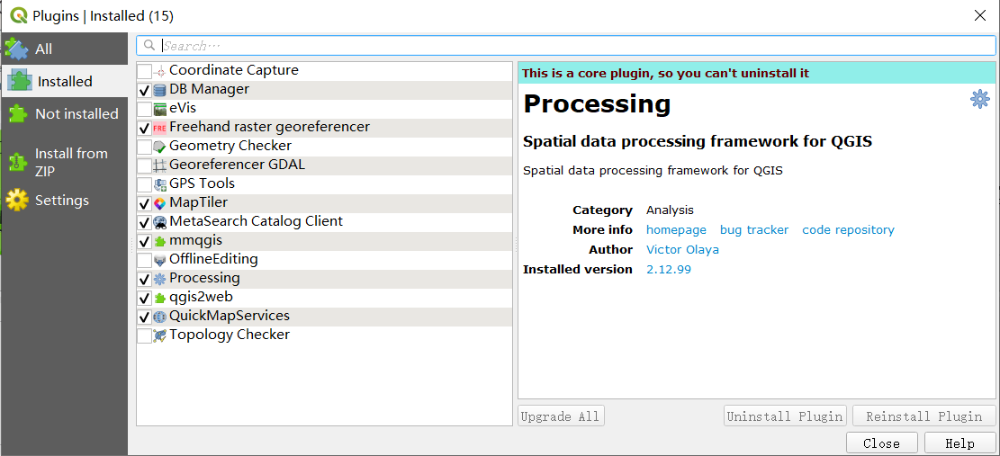 Plugins | Installed (15)
All
Installed
Not installed
Install from
ZIP
Settings
Search…
Coordinate Capture
DB Manager
eVis
FRE Freehand raster georeferencer
Geometry Checker
Georeferencer GDAL
GPS Tools
MapTiler
MetaSearch Catalog Client
mmqgis
OfflineEditing
Processing
qgis2web
QuickMapServices
Topology Checker
This is a core plugin, so you can't uninstall it
Processing
Spatial data processing framework for QGIS
Spatial data processing framework for QGIS
Category Analysis
More info homepage bug tracker code repository
Author Victor Olaya
Installed version 2.12.99
Upgrade All Uninstall Plugin Reinstall Plugin
Close Help